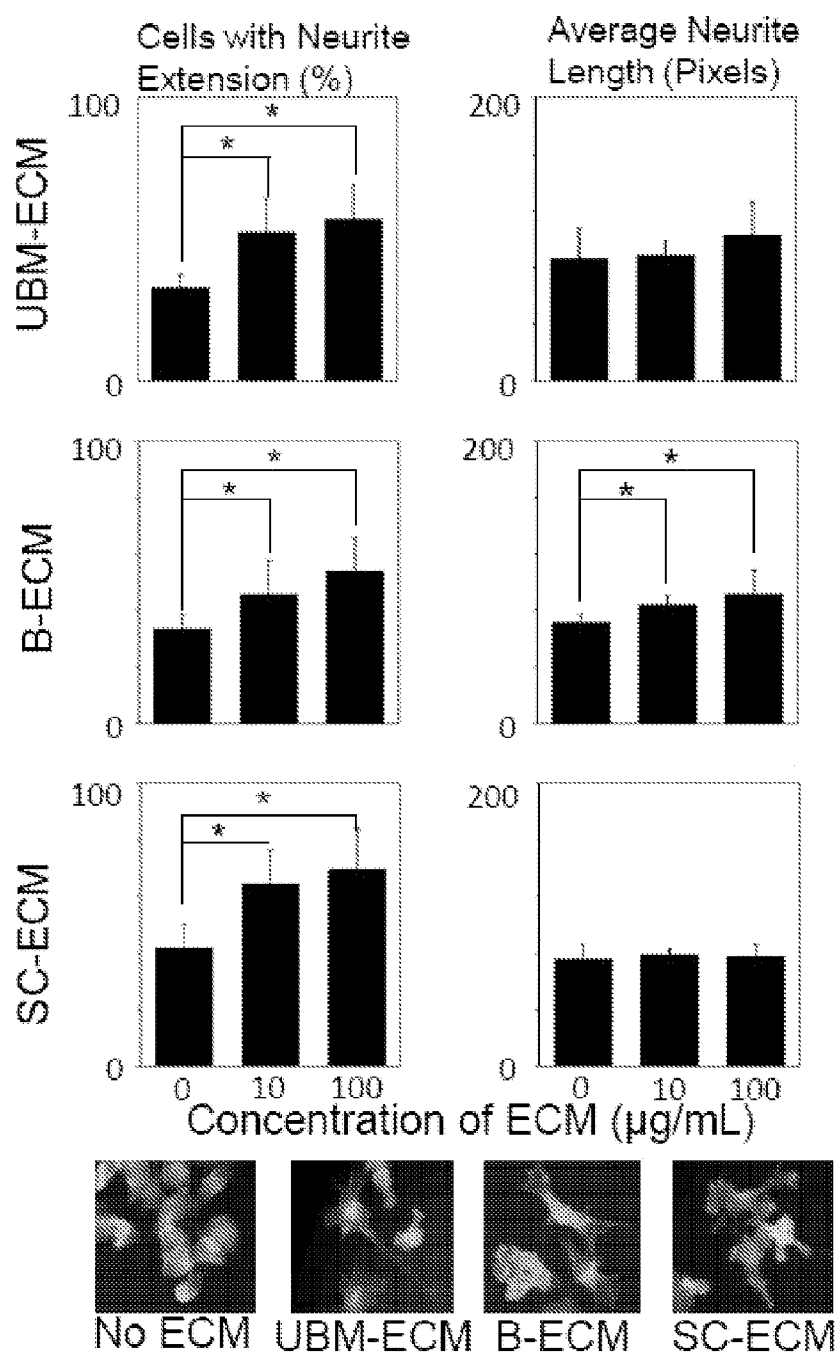 Cells with Neurite
Extension (%)
Average Neurite
Length (Pixels)
UBM-ECM
100
*
*
0
200
0
B-ECM
100
*
*
0
200
*
*
0
SC-ECM
100
*
*
0
200
0
0 10 100 0 10 100
Concentration of ECM (µg/mL)
No ECM UBM-ECM B-ECM SC-ECM